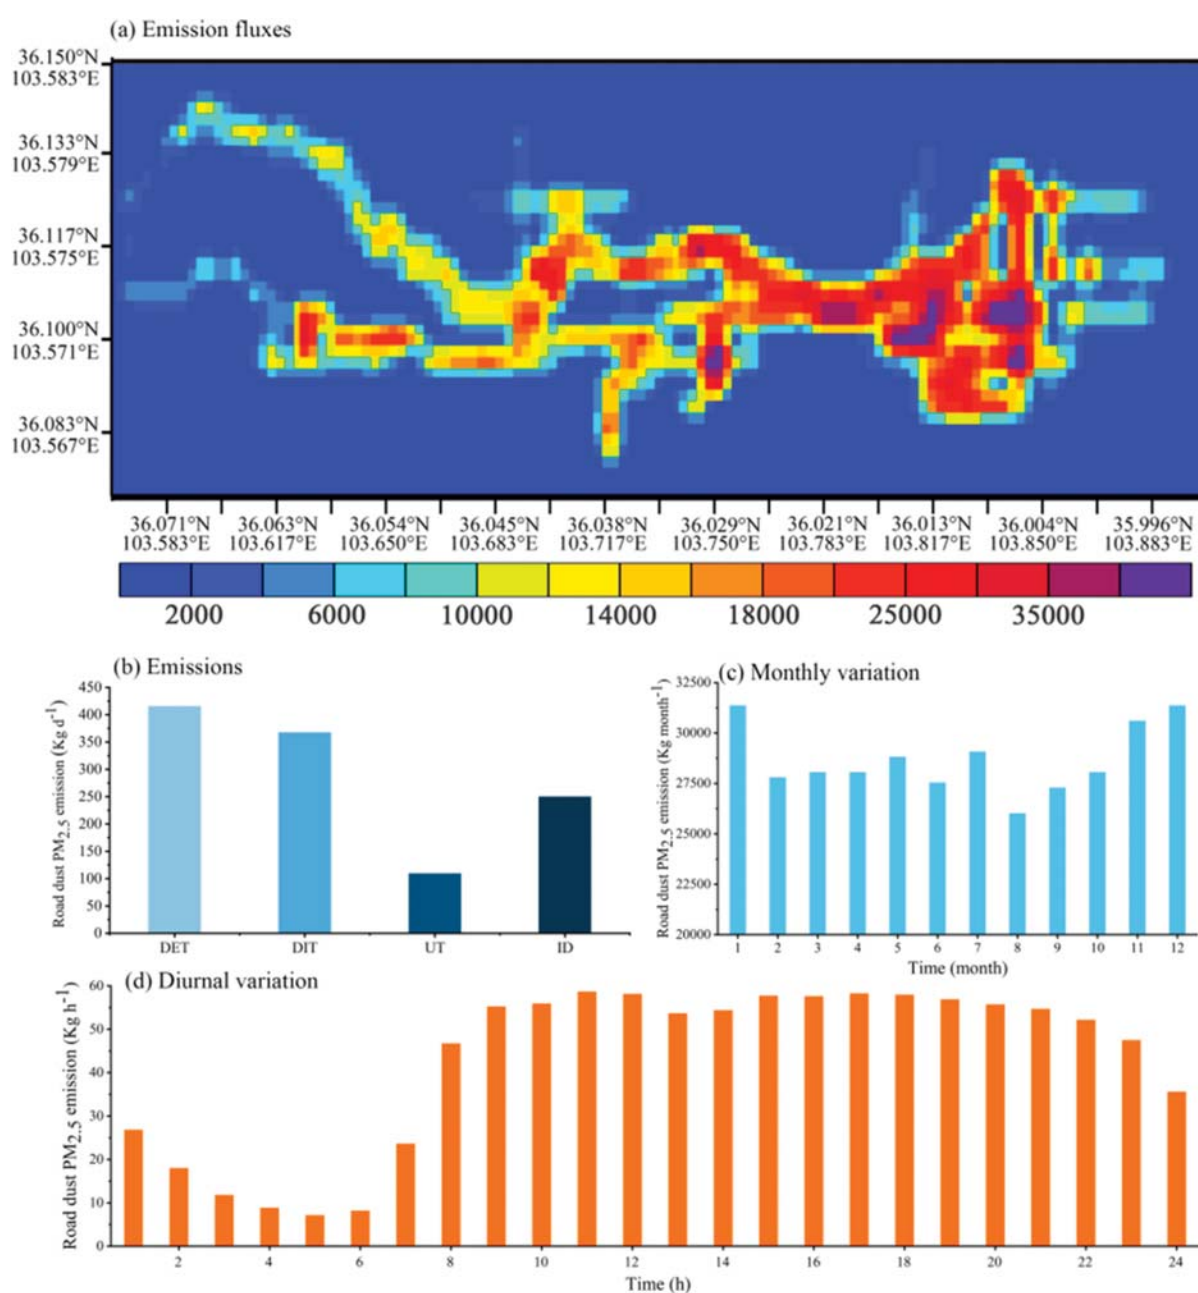 (a) Emission fluxes
36.150°N
103.583°E
36.133°N
103.579°E
36.117°N
103.575°E
36.100°N
103.571°E
36.083°N
103.567°E
36.071°N 36.063°N 36.054°N 36.045°N 36.038°N 36.029°N 36.021°N 36.013°N 36.004°N 35.996°N
103.583°E 103.617°E 103.650°E 103.683°E 103.717°E 103.750°E 103.783°E 103.817°E 103.850°E 103.883°E
2000 6000 10000 14000 18000 25000 35000
(b) Emissions
Road dust PM2.5 emission (Kg d-1)
450
400
350
300
250
200
150
100
50
0
DET DIT UT ID
(c) Monthly variation
Road dust PM2.5 emission (Kg month-1)
32500
30000
27500
25000
22500
20000
1 2 3 4 5 6 7 8 9 10 11 12
Time (month)
(d) Diurnal variation
Road dust PM2.5 emission (Kg h-1)
60
50
40
30
20
10
0
2 4 6 8 10 12 14 16 18 20 22 24
Time (h)